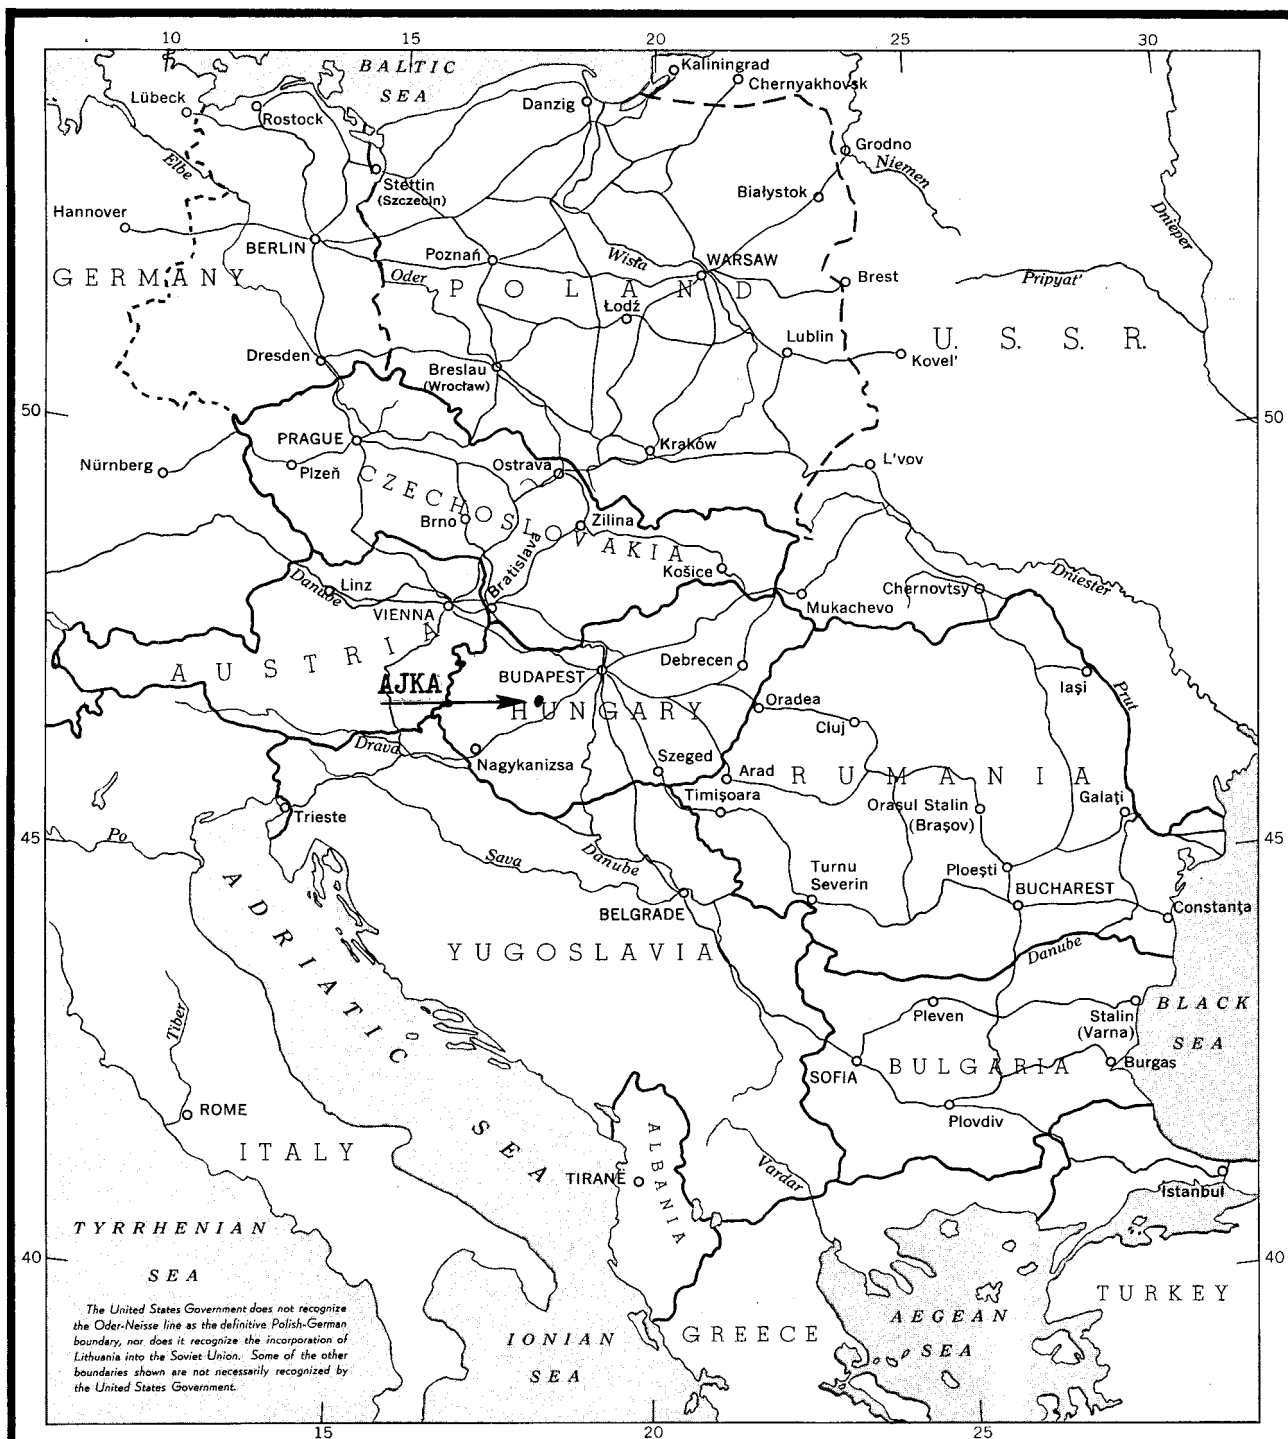 10
15
20
25
30
BALTIC
SEA
Kaliningrad
Chernyakhovsk
Lübeck
Rostock
Danzig
Grodno
Niemen
Elbe
Stettin
(Szczecin)
Białystok
Dnieper
Hannover
BERLIN
Poznań
Wisła
WARSAW
GERMANY
Oder
POLAND
Brest
Pripyat'
Łodź
U. S. S. R.
Lublin
Kovel'
Dresden
Breslau
(Wrocław)
50
50
PRAGUE
Kraków
Nürnberg
Plzeň
Ostrava
L'vov
CZECHOSLOVAKIA
Brno
Zilina
Bratislava
Košice
Dniester
Danube
Linz
VIENNA
Mukachevo
Chernovtsy
AUSTRIA
BUDAPEST
Debrecen
Iaşi
Prut
AJKA
HUNGARY
Oradea
Cluj
Drava
Nagykanizsa
Szeged
Arad
RUMANIA
Timişoara
Oraşul Stalin
(Braşov)
Galaţi
Trieste
45
Po
45
Sava
Danube
Turnu
Severin
Ploeşti
BUCHAREST
BELGRADE
Constanţa
ADRIATIC SEA
YUGOSLAVIA
Danube
Tiber
Pleven
Stalin
(Varna)
BLACK
SEA
SOFIA
BULGARIA
Burgas
ROME
Plovdiv
ITALY
ALBANIA
TIRANË
Vardar
Istanbul
TYRRHENIAN
SEA
40
40
TURKEY
The United States Government does not recognize
the Oder-Neisse line as the definitive Polish-German
boundary, nor does it recognize the incorporation of
Lithuania into the Soviet Union. Some of the other
boundaries shown are not necessarily recognized by
the United States Government.
IONIAN
SEA
GREECE
AEGEAN
SEA
15
20
25